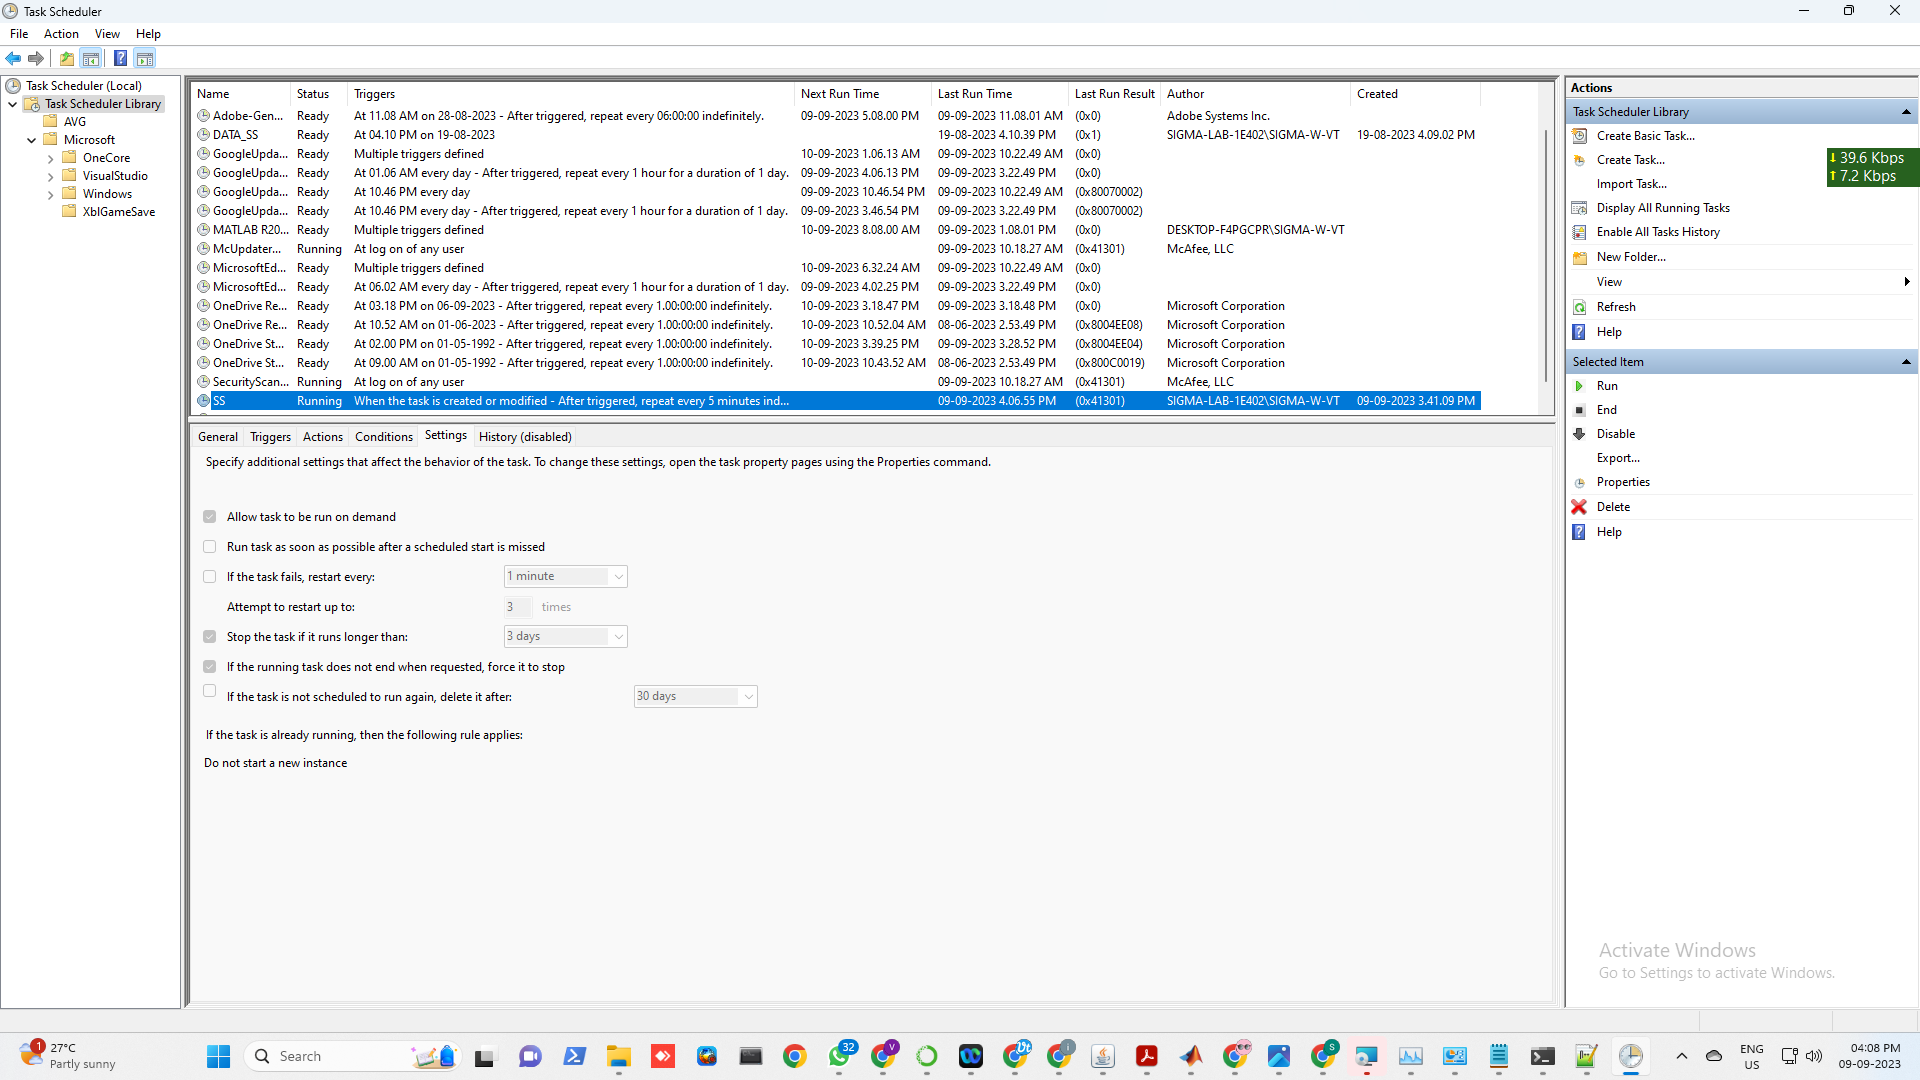 Task Scheduler
File Action View Help
Task Scheduler (Local)
Task Scheduler Library
AVG
Microsoft
OneCore
VisualStudio
Windows
XblGameSave
Name Status Triggers Next Run Time Last Run Time Last Run Result Author Created
Adobe-Gen... Ready At 11.08 AM on 28-08-2023 - After triggered, repeat every 06:00:00 indefinitely. 09-09-2023 5.08.00 PM 09-09-2023 11.08.01 AM (0x0) Adobe Systems Inc.
DATA_SS Ready At 04.10 PM on 19-08-2023 19-08-2023 4.10.39 PM (0x1) SIGMA-LAB-1E402\SIGMA-W-VT 19-08-2023 4.09.02 PM
GoogleUpda... Ready Multiple triggers defined 10-09-2023 1.06.13 AM 09-09-2023 10.22.49 AM (0x0)
GoogleUpda... Ready At 01.06 AM every day - After triggered, repeat every 1 hour for a duration of 1 day. 09-09-2023 4.06.13 PM 09-09-2023 3.22.49 PM (0x0)
GoogleUpda... Ready At 10.46 PM every day 09-09-2023 10.46.54 PM 09-09-2023 10.22.49 AM (0x80070002)
GoogleUpda... Ready At 10.46 PM every day - After triggered, repeat every 1 hour for a duration of 1 day. 09-09-2023 3.46.54 PM 09-09-2023 3.22.49 PM (0x80070002)
MATLAB R20... Ready Multiple triggers defined 10-09-2023 8.08.00 AM 09-09-2023 1.08.01 PM (0x0) DESKTOP-F4PGCPR\SIGMA-W-VT
McUpdater... Running At log on of any user 09-09-2023 10.18.27 AM (0x41301) McAfee, LLC
MicrosoftEd... Ready Multiple triggers defined 10-09-2023 6.32.24 AM 09-09-2023 10.22.49 AM (0x0)
MicrosoftEd... Ready At 06.02 AM every day - After triggered, repeat every 1 hour for a duration of 1 day. 09-09-2023 4.02.25 PM 09-09-2023 3.22.49 PM (0x0)
OneDrive Re... Ready At 03.18 PM on 06-09-2023 - After triggered, repeat every 1.00:00:00 indefinitely. 10-09-2023 3.18.47 PM 09-09-2023 3.18.48 PM (0x0) Microsoft Corporation
OneDrive Re... Ready At 10.52 AM on 01-06-2023 - After triggered, repeat every 1.00:00:00 indefinitely. 10-09-2023 10.52.04 AM 08-06-2023 2.53.49 PM (0x8004EE08) Microsoft Corporation
OneDrive St... Ready At 02.00 PM on 01-05-1992 - After triggered, repeat every 1.00:00:00 indefinitely. 10-09-2023 3.39.25 PM 09-09-2023 3.28.52 PM (0x8004EE04) Microsoft Corporation
OneDrive St... Ready At 09.00 AM on 01-05-1992 - After triggered, repeat every 1.00:00:00 indefinitely. 10-09-2023 10.43.52 AM 08-06-2023 2.53.49 PM (0x800C0019) Microsoft Corporation
SecurityScan... Running At log on of any user 09-09-2023 10.18.27 AM (0x41301) McAfee, LLC
SS Running When the task is created or modified - After triggered, repeat every 5 minutes ind... 09-09-2023 4.06.55 PM (0x41301) SIGMA-LAB-1E402\SIGMA-W-VT 09-09-2023 3.41.09 PM
General Triggers Actions Conditions Settings History (disabled)
Specify additional settings that affect the behavior of the task. To change these settings, open the task property pages using the Properties command.
Allow task to be run on demand
Run task as soon as possible after a scheduled start is missed
If the task fails, restart every: 1 minute
Attempt to restart up to: 3 times
Stop the task if it runs longer than: 3 days
If the running task does not end when requested, force it to stop
If the task is not scheduled to run again, delete it after: 30 days
If the task is already running, then the following rule applies:
Do not start a new instance
Actions
Task Scheduler Library
Create Basic Task...
Create Task...
Import Task...
Display All Running Tasks
Enable All Tasks History
New Folder...
View
Refresh
Help
Selected Item
Run
End
Disable
Export...
Properties
Delete
Help
39.6 Kbps
7.2 Kbps
Activate Windows
Go to Settings to activate Windows.
1
27°C
Partly sunny
Search
32
V
Vt
i
S
ENG
US
04:08 PM
09-09-2023